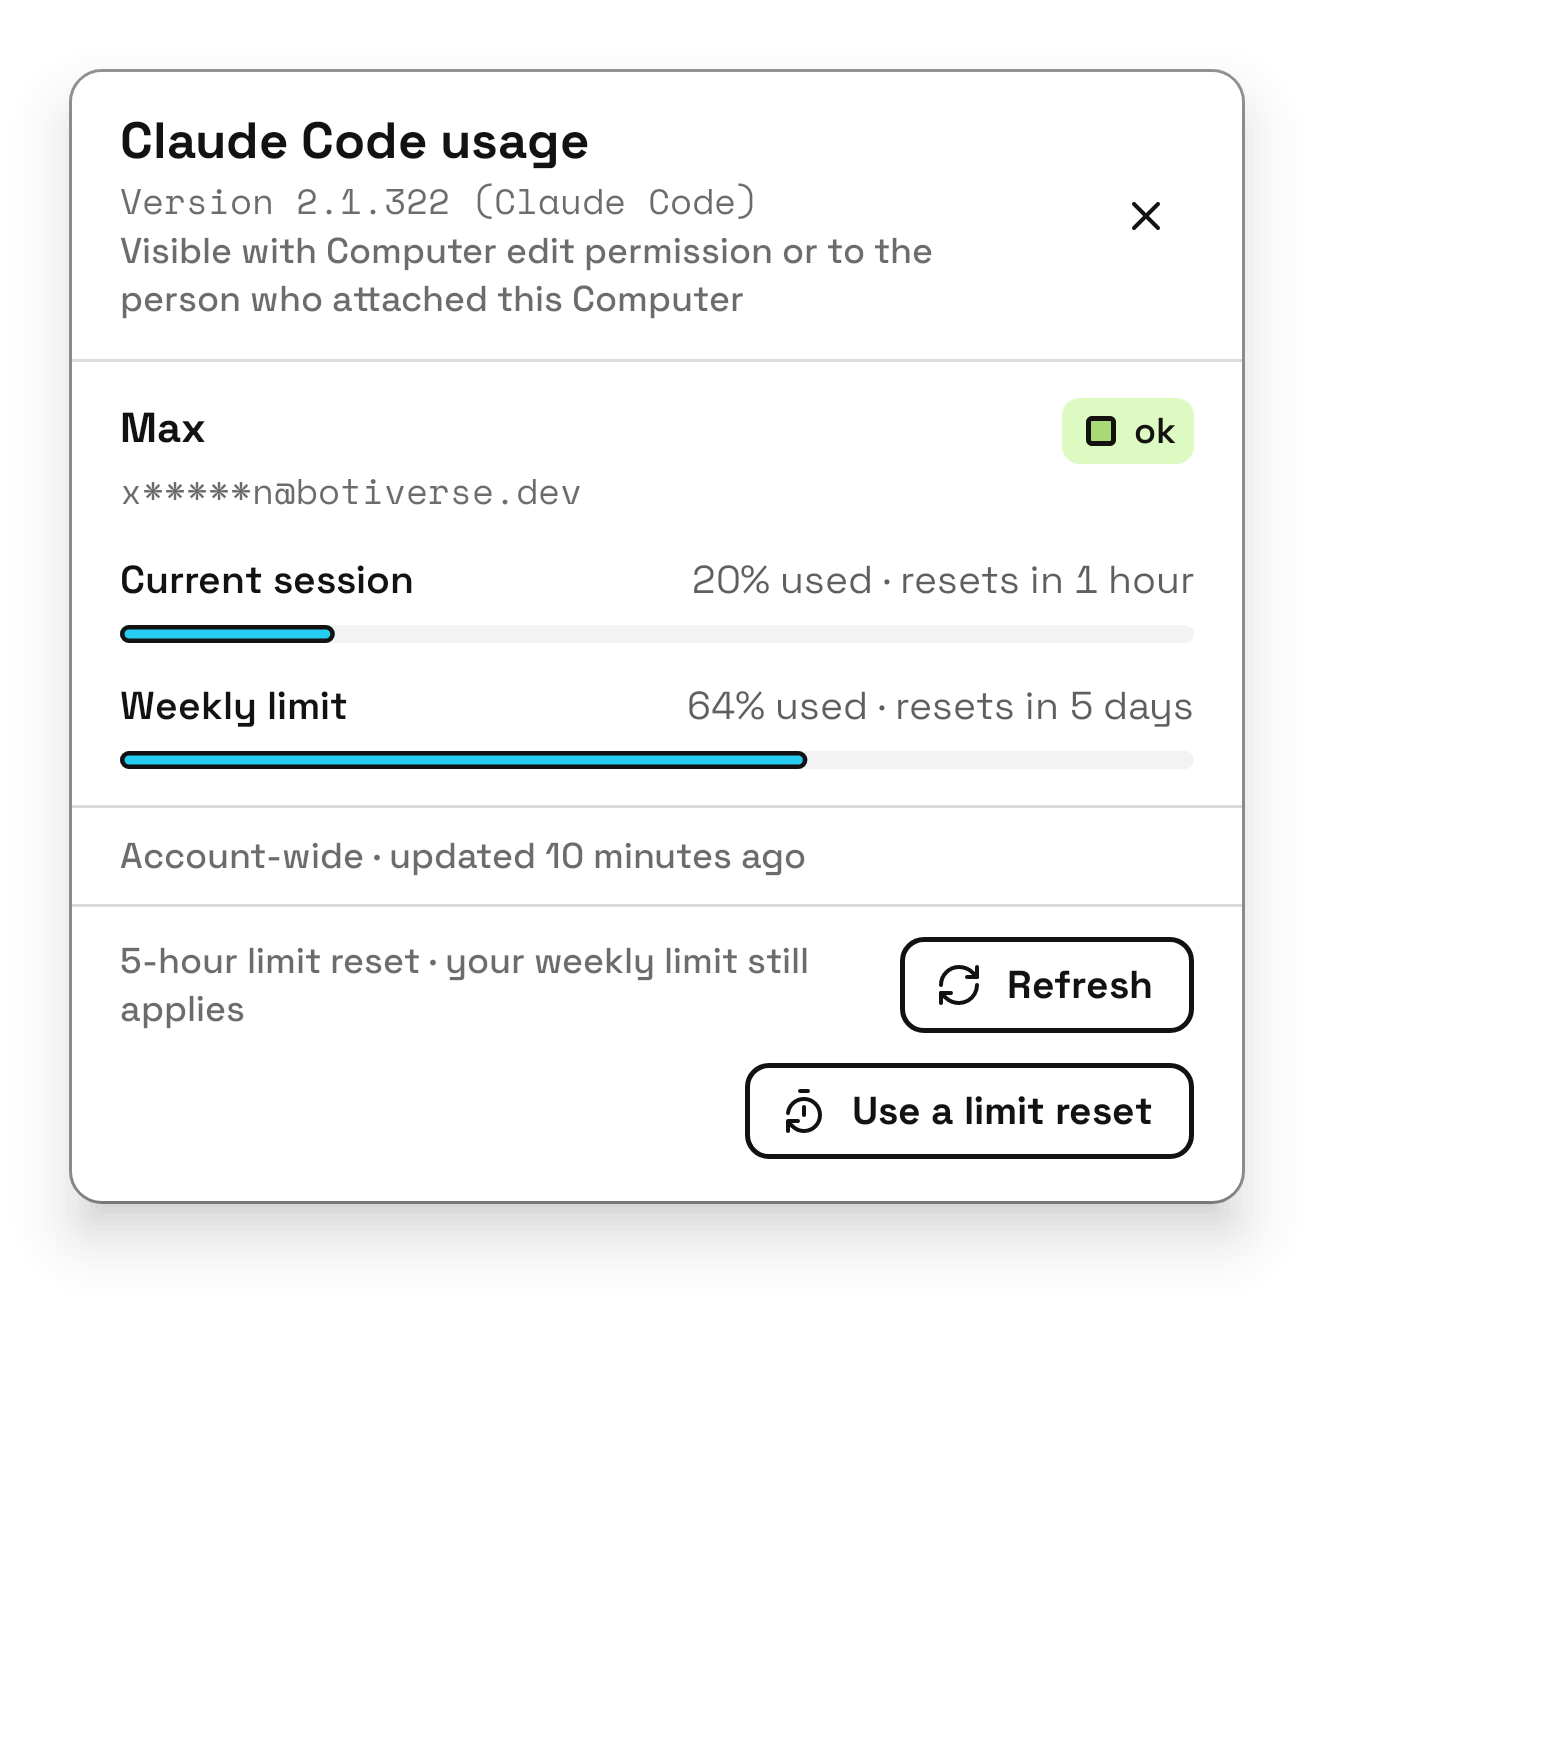 Claude Code usage
Version 2.1.322 (Claude Code)
Visible with Computer edit permission or to the
person who attached this Computer
Max
ok
x*****n@botiverse.dev
Current session
20% used · resets in 1 hour
Weekly limit
64% used · resets in 5 days
Account-wide · updated 10 minutes ago
5-hour limit reset · your weekly limit still
applies
Refresh
Use a limit reset